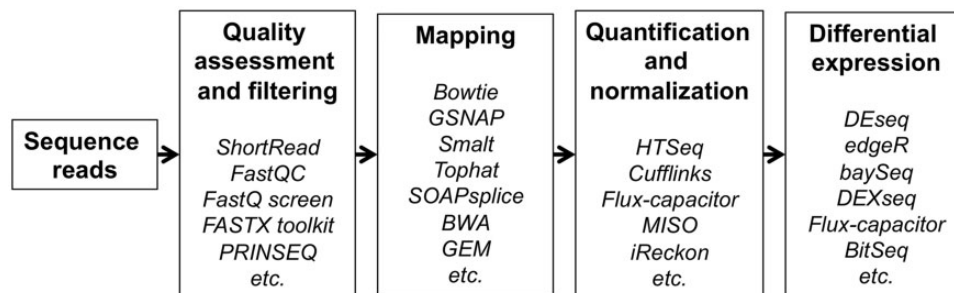 Sequence
reads
Quality
assessment
and filtering
ShortRead
FastQC
FastQ screen
FASTX toolkit
PRINSEQ
etc.
Mapping
Bowtie
GSNAP
Smalt
Tophat
SOAPsplice
BWA
GEM
etc.
Quantification
and
normalization
HTSeq
Cufflinks
Flux-capacitor
MISO
iReckon
etc.
Differential
expression
DEseq
edgeR
baySeq
DEXseq
Flux-capacitor
BitSeq
etc.